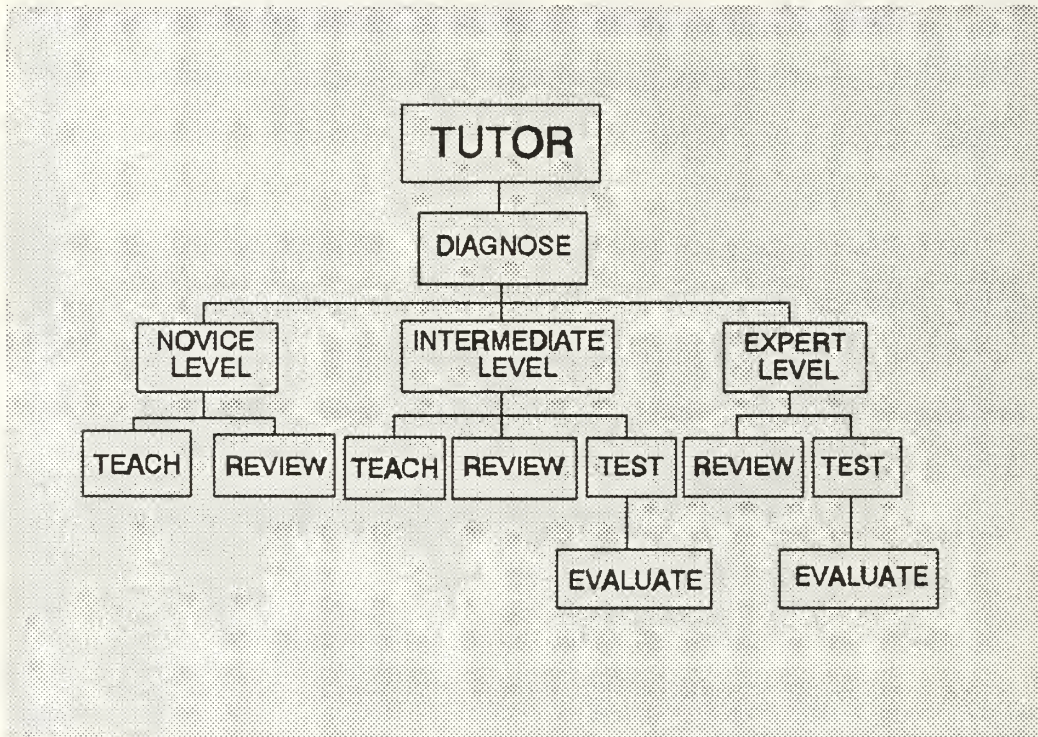 TUTOR
DIAGNOSE
NOVICE
LEVEL
INTERMEDIATE
LEVEL
EXPERT
LEVEL
TEACH
REVIEW
TEACH
REVIEW
TEST
REVIEW
TEST
EVALUATE
EVALUATE